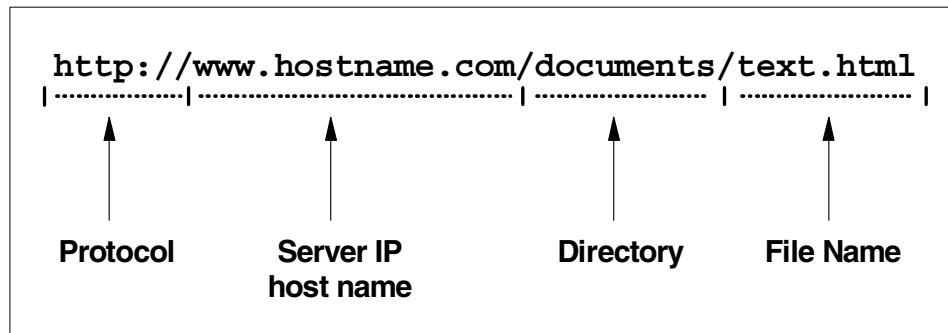 http://www.hostname.com/documents/text.html
Protocol
Server IP
host name
Directory
File Name